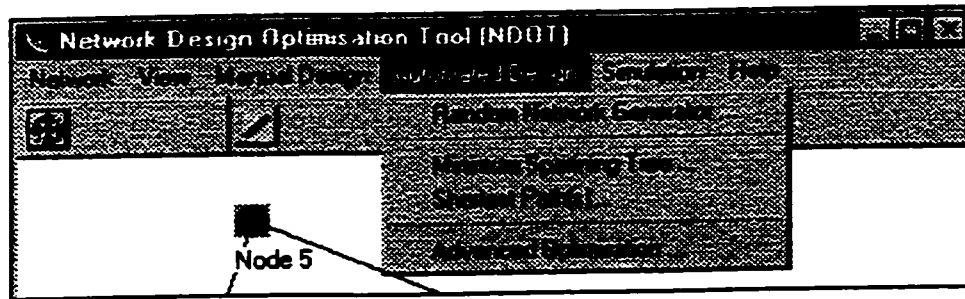 Network Design Optimisation Tool (NDOT)
Network View Manual Design Automated Design Simulation Help
Random Network Generator
Minimum Spanning Tree...
Shortest Path(s)...
Advanced Optimisation
Node 5